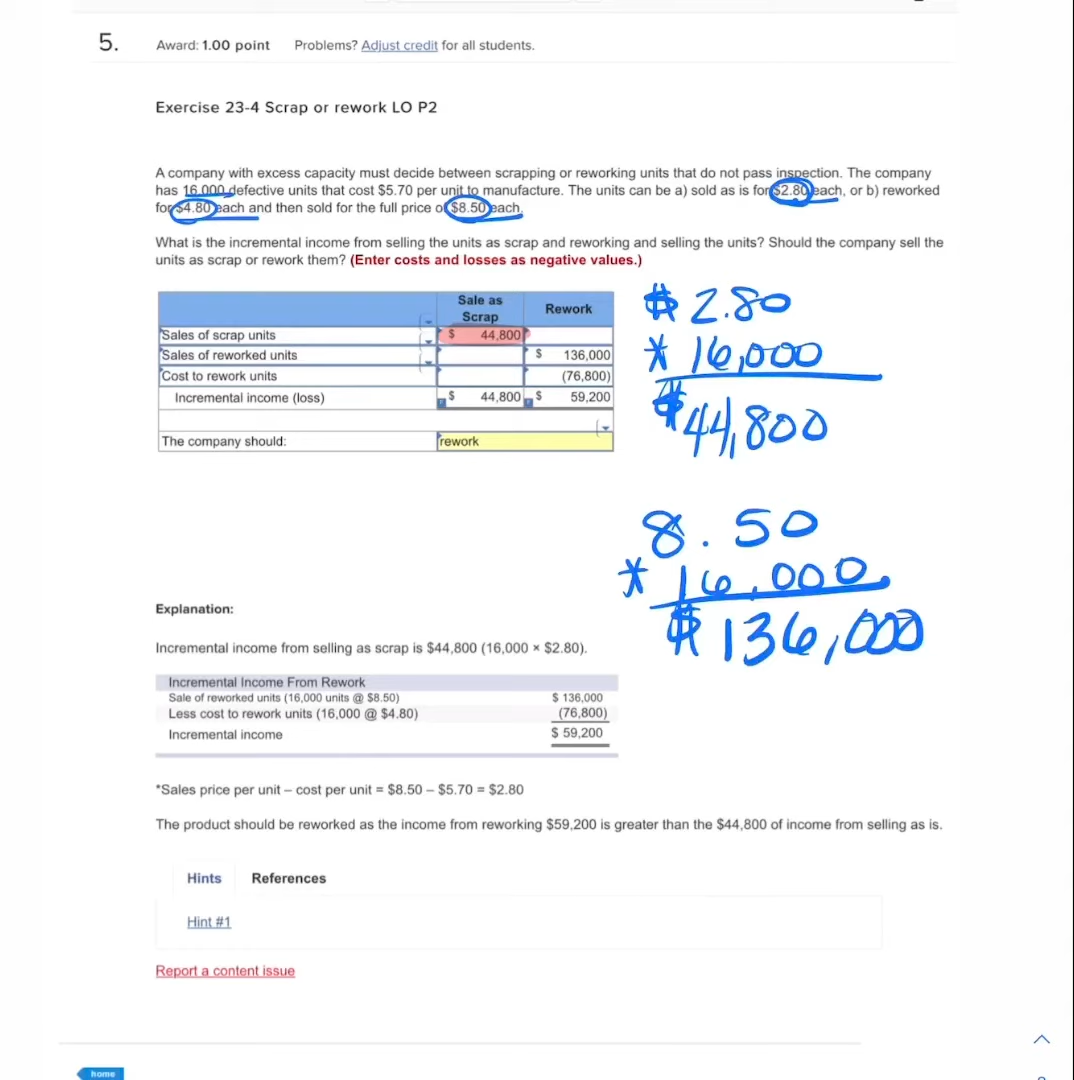 5.
Award: 1.00 point Problems? Adjust credit for all students.
Exercise 23-4 Scrap or rework LO P2
A company with excess capacity must decide between scrapping or reworking units that do not pass inspection. The company
has 16,000 defective units that cost $5.70 per unit to manufacture. The units can be a) sold as is for $2.80 each, or b) reworked
for $4.80 each and then sold for the full price of $8.50 each.
What is the incremental income from selling the units as scrap and reworking and selling the units? Should the company sell the
units as scrap or rework them? (Enter costs and losses as negative values.)
Sale as
Scrap Rework
Sales of scrap units $ 44,800
Sales of reworked units $ 136,000
Cost to rework units (76,800)
Incremental income (loss) $ 44,800 $ 59,200
The company should: rework
$ 2.80
* 16,000
$44,800
8.50
* 16,000
$136,000
Explanation:
Incremental income from selling as scrap is $44,800 (16,000 × $2.80).
Incremental Income From Rework
Sale of reworked units (16,000 units @ $8.50) $ 136,000
Less cost to rework units (16,000 @ $4.80) (76,800)
Incremental income $ 59,200
*Sales price per unit – cost per unit = $8.50 – $5.70 = $2.80
The product should be reworked as the income from reworking $59,200 is greater than the $44,800 of income from selling as is.
Hints References
Hint #1
Report a content issue
home